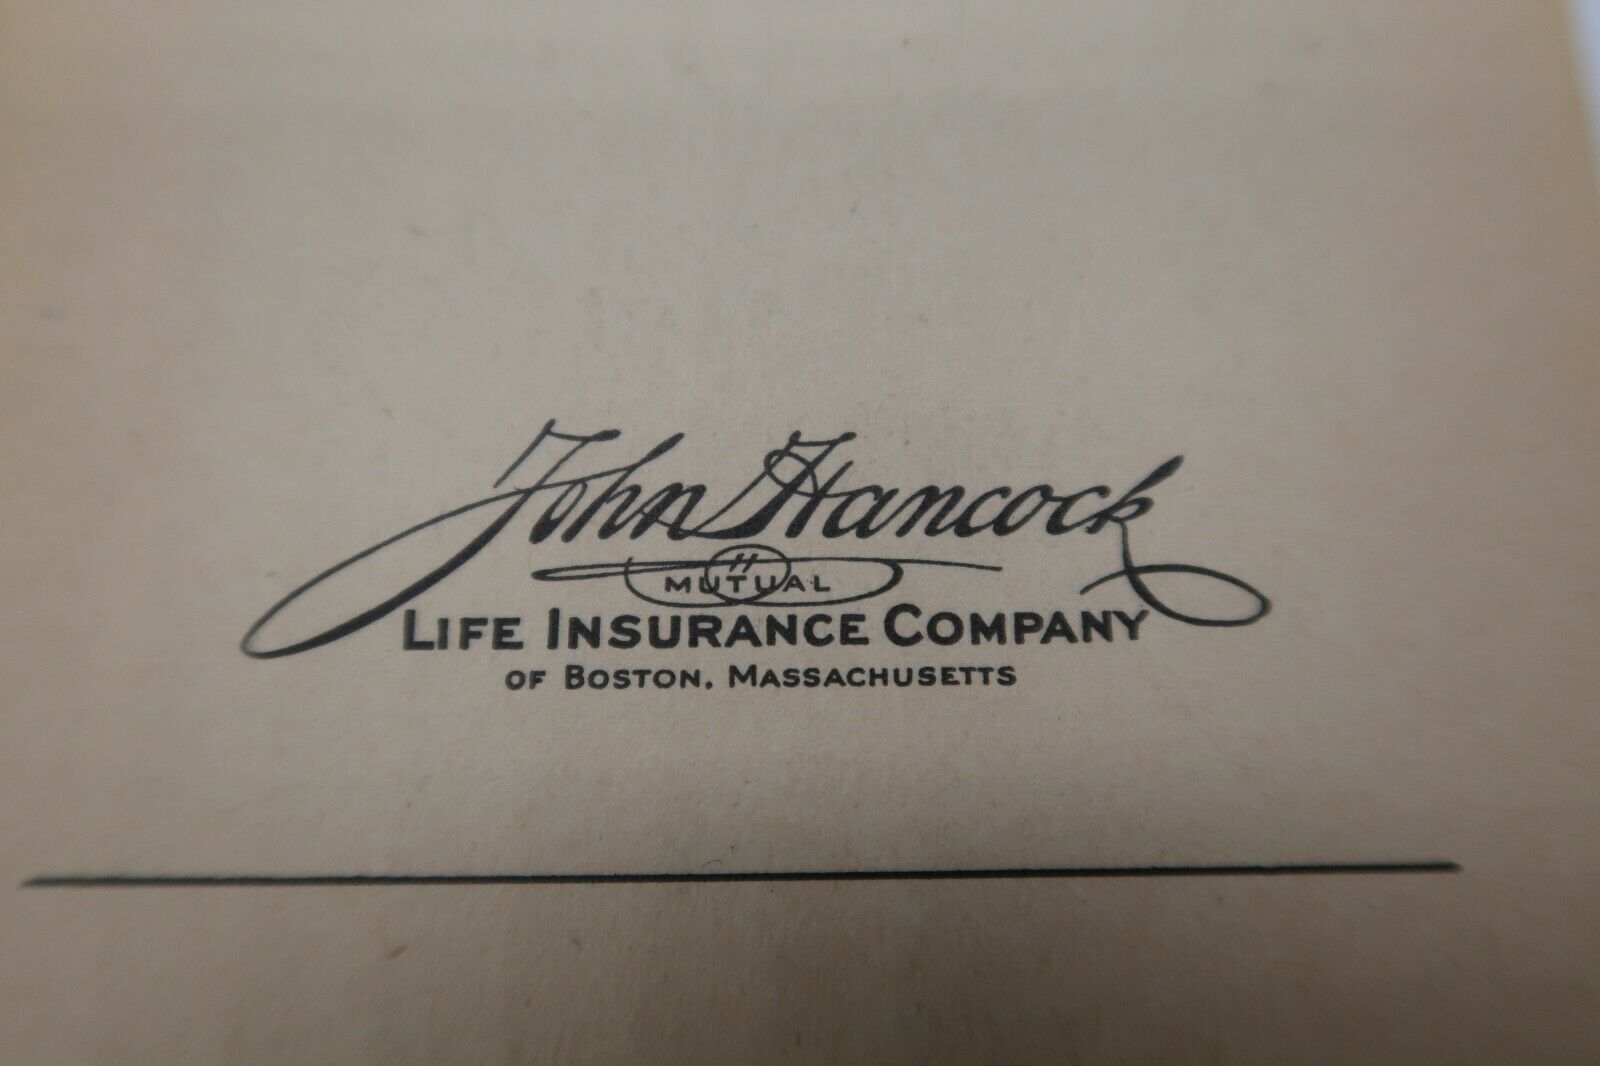 John Hancock
MUTUAL
LIFE INSURANCE COMPANY
OF BOSTON, MASSACHUSETTS